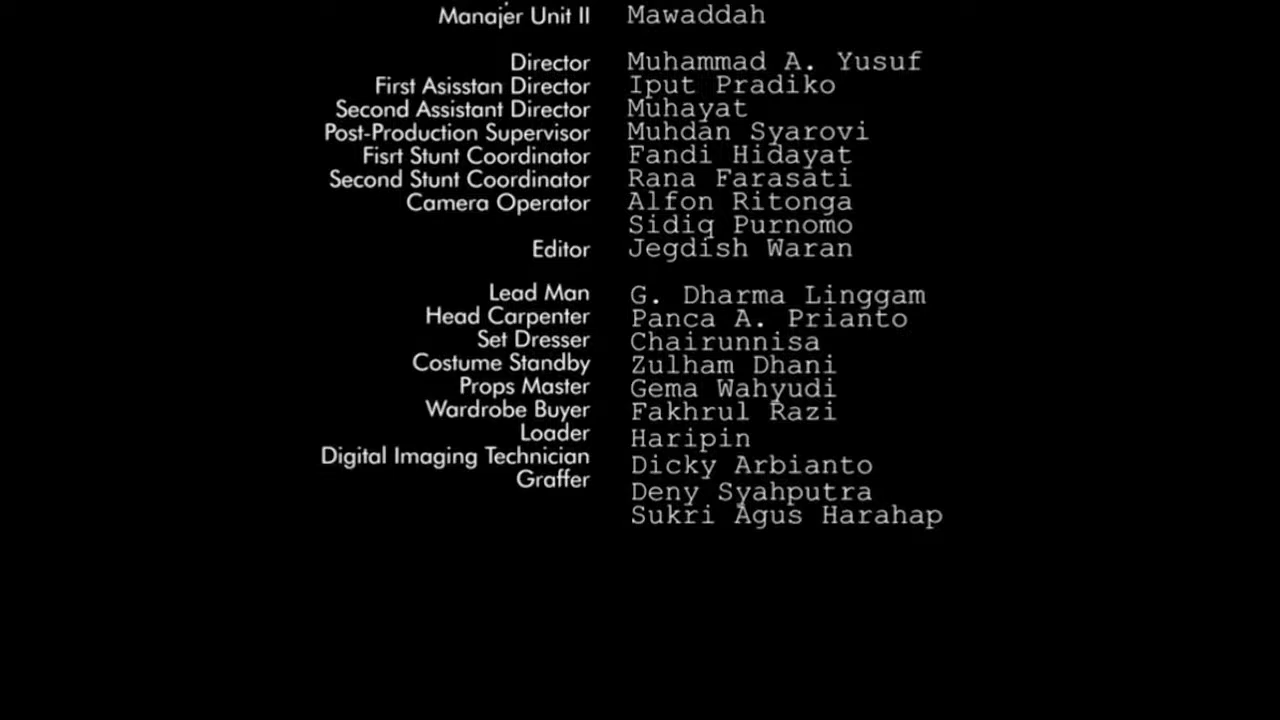 Manajer Unit II Mawaddah
Director Muhammad A. Yusuf
First Asisstan Director Iput Pradiko
Second Assistant Director Muhayat
Post-Production Supervisor Muhdan Syarovi
Fisrt Stunt Coordinator Fandi Hidayat
Second Stunt Coordinator Rana Farasati
Camera Operator Alfon Ritonga
Sidiq Purnomo
Editor Jegdish Waran
Lead Man G. Dharma Linggam
Head Carpenter Panca A. Prianto
Set Dresser Chairunnisa
Costume Standby Zulham Dhani
Props Master Gema Wahyudi
Wardrobe Buyer Fakhrul Razi
Loader Haripin
Digital Imaging Technician Dicky Arbianto
Graffer Deny Syahputra
Sukri Agus Harahap